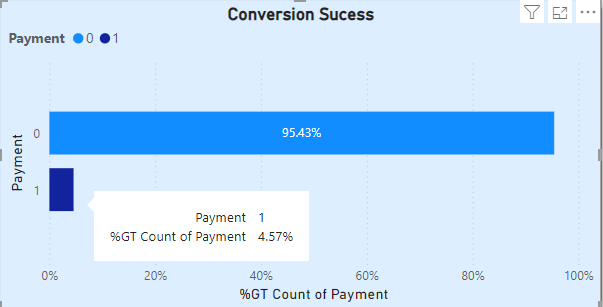 Conversion Sucess
Payment 0 1
0
95.43%
1
Payment 1
%GT Count of Payment 4.57%
Payment
0% 20% 40% 60% 80% 100%
%GT Count of Payment